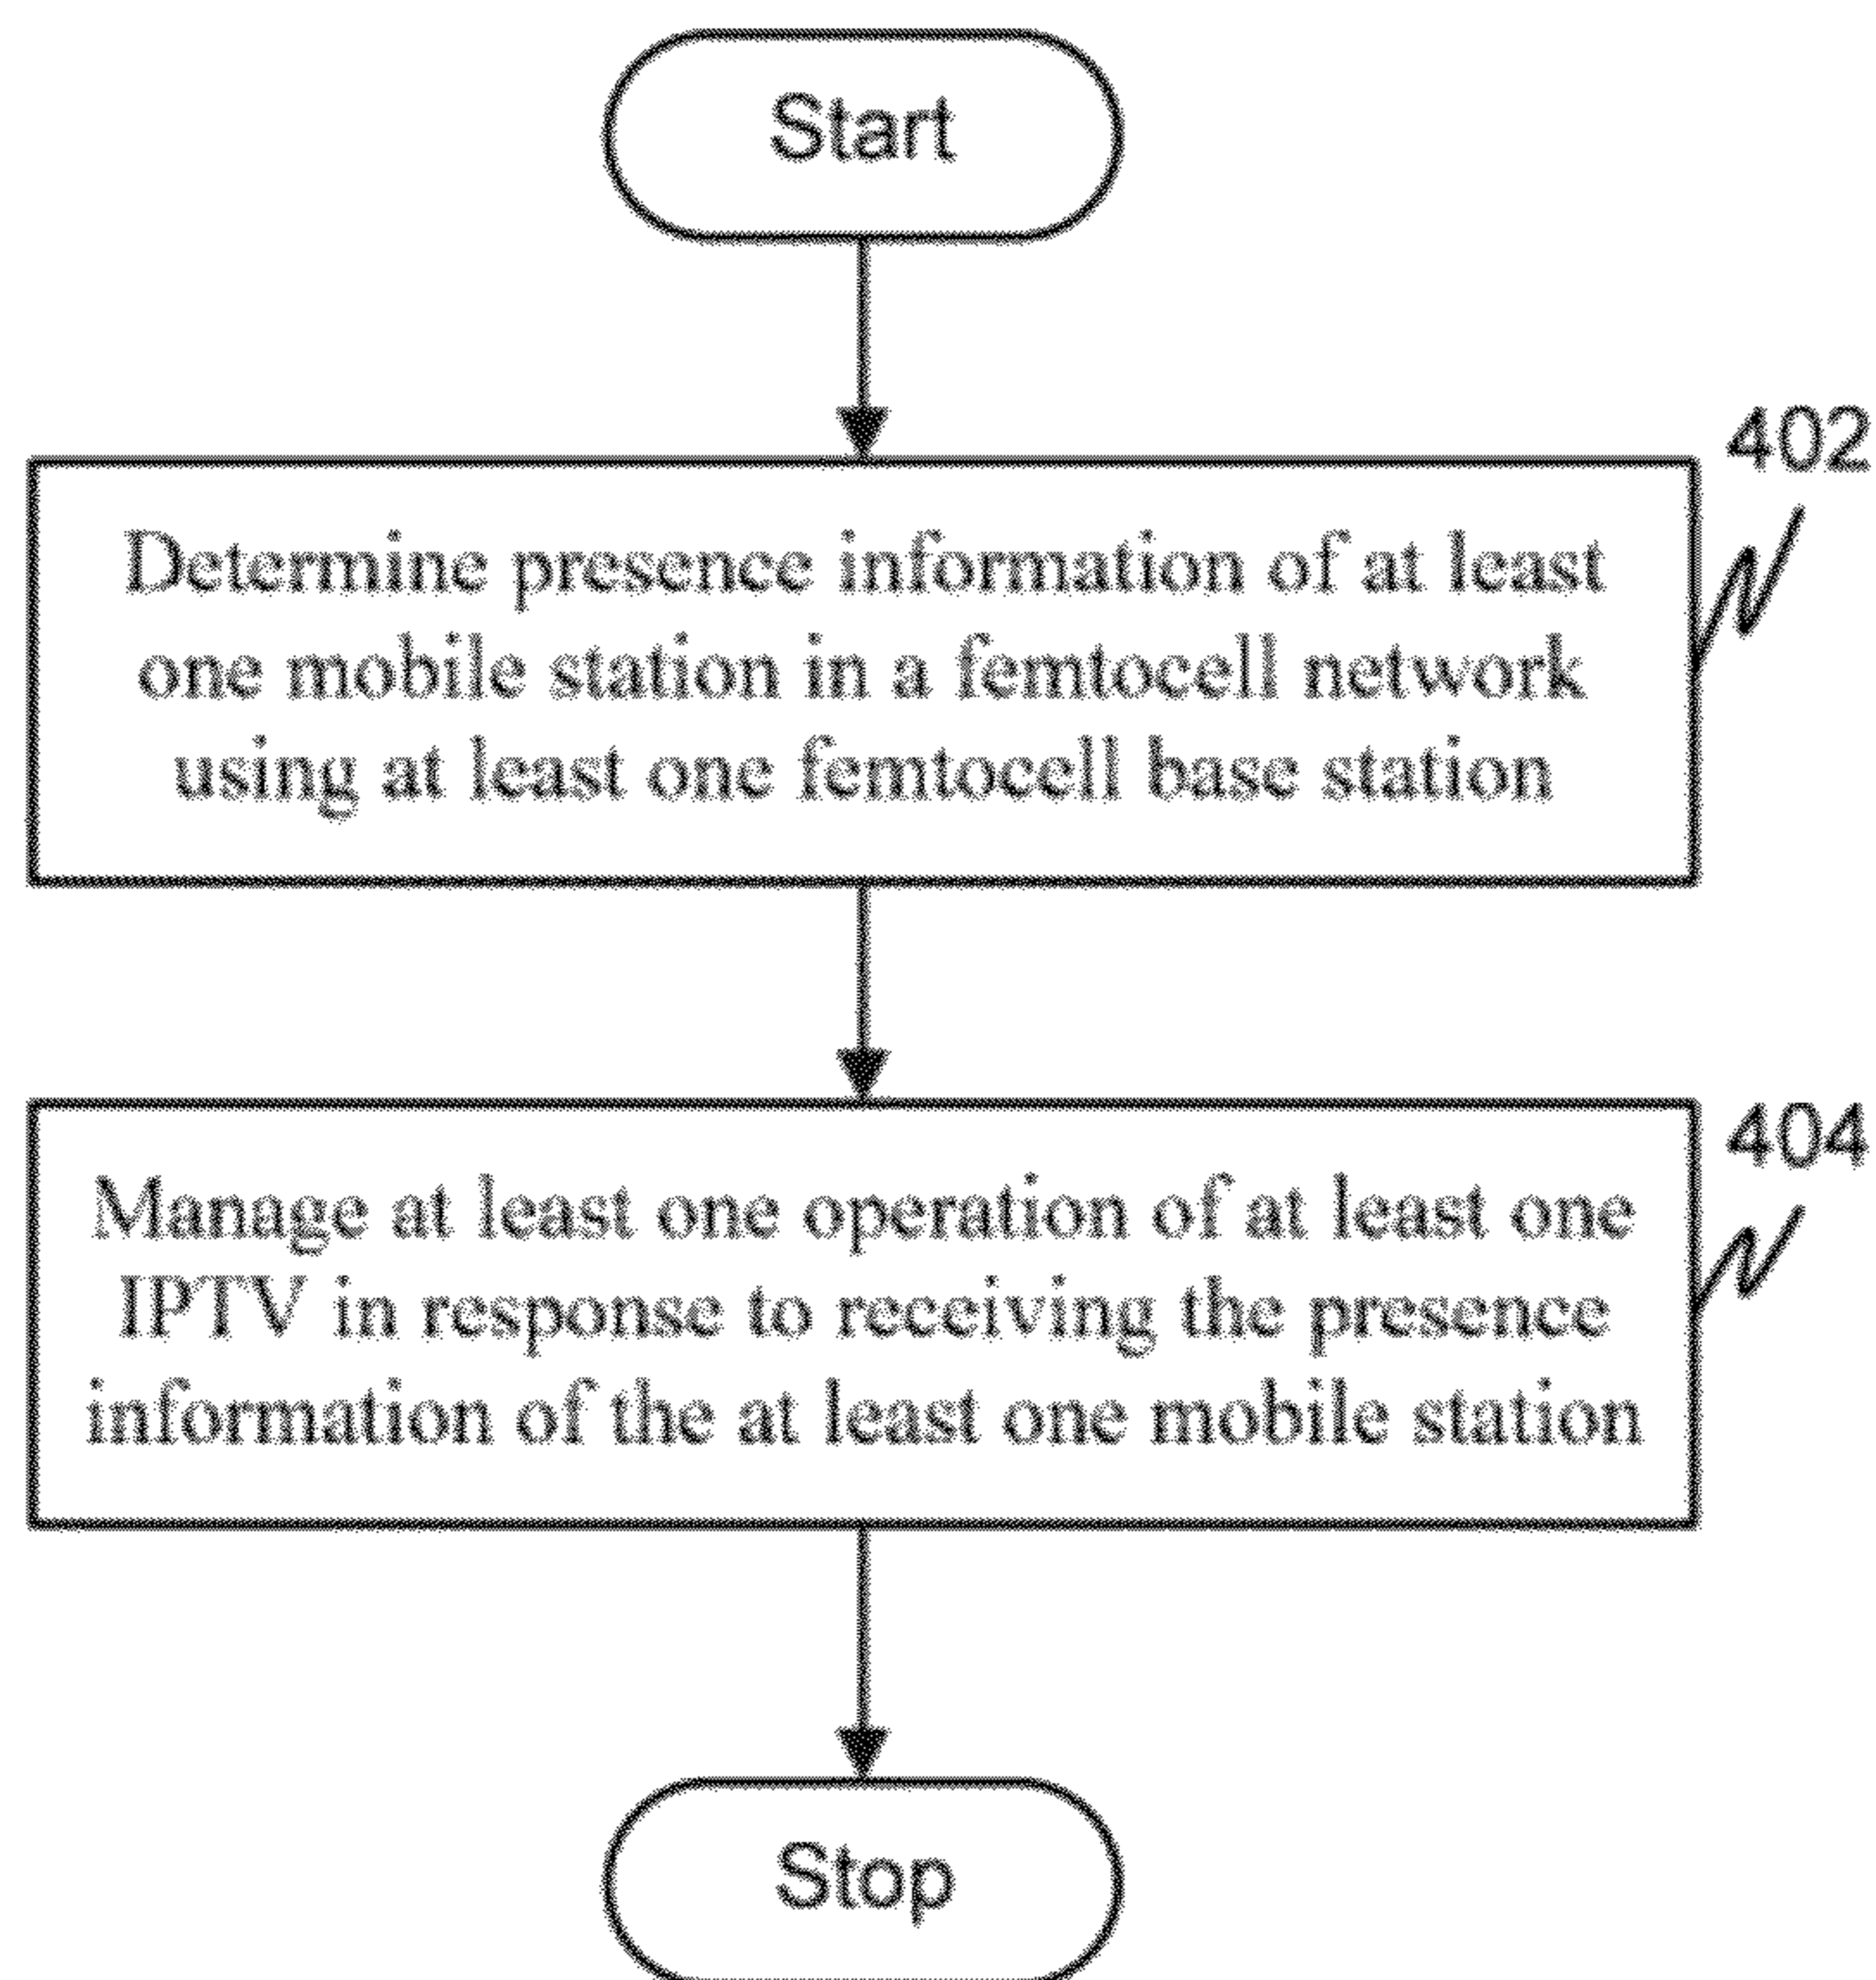 Start
402
Determine presence information of at least
one mobile station in a femtocell network
using at least one femtocell base station
404
Manage at least one operation of at least one
IPTV in response to receiving the presence
information of the at least one mobile station
Stop